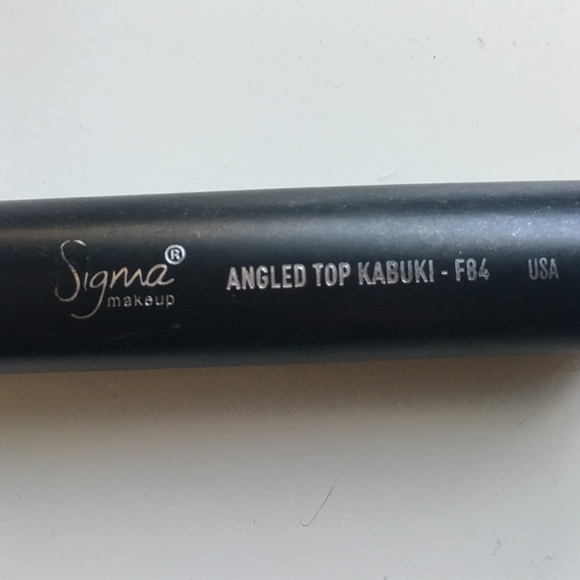 Sigma®
makeup
ANGLED TOP KABUKI - F84 USA